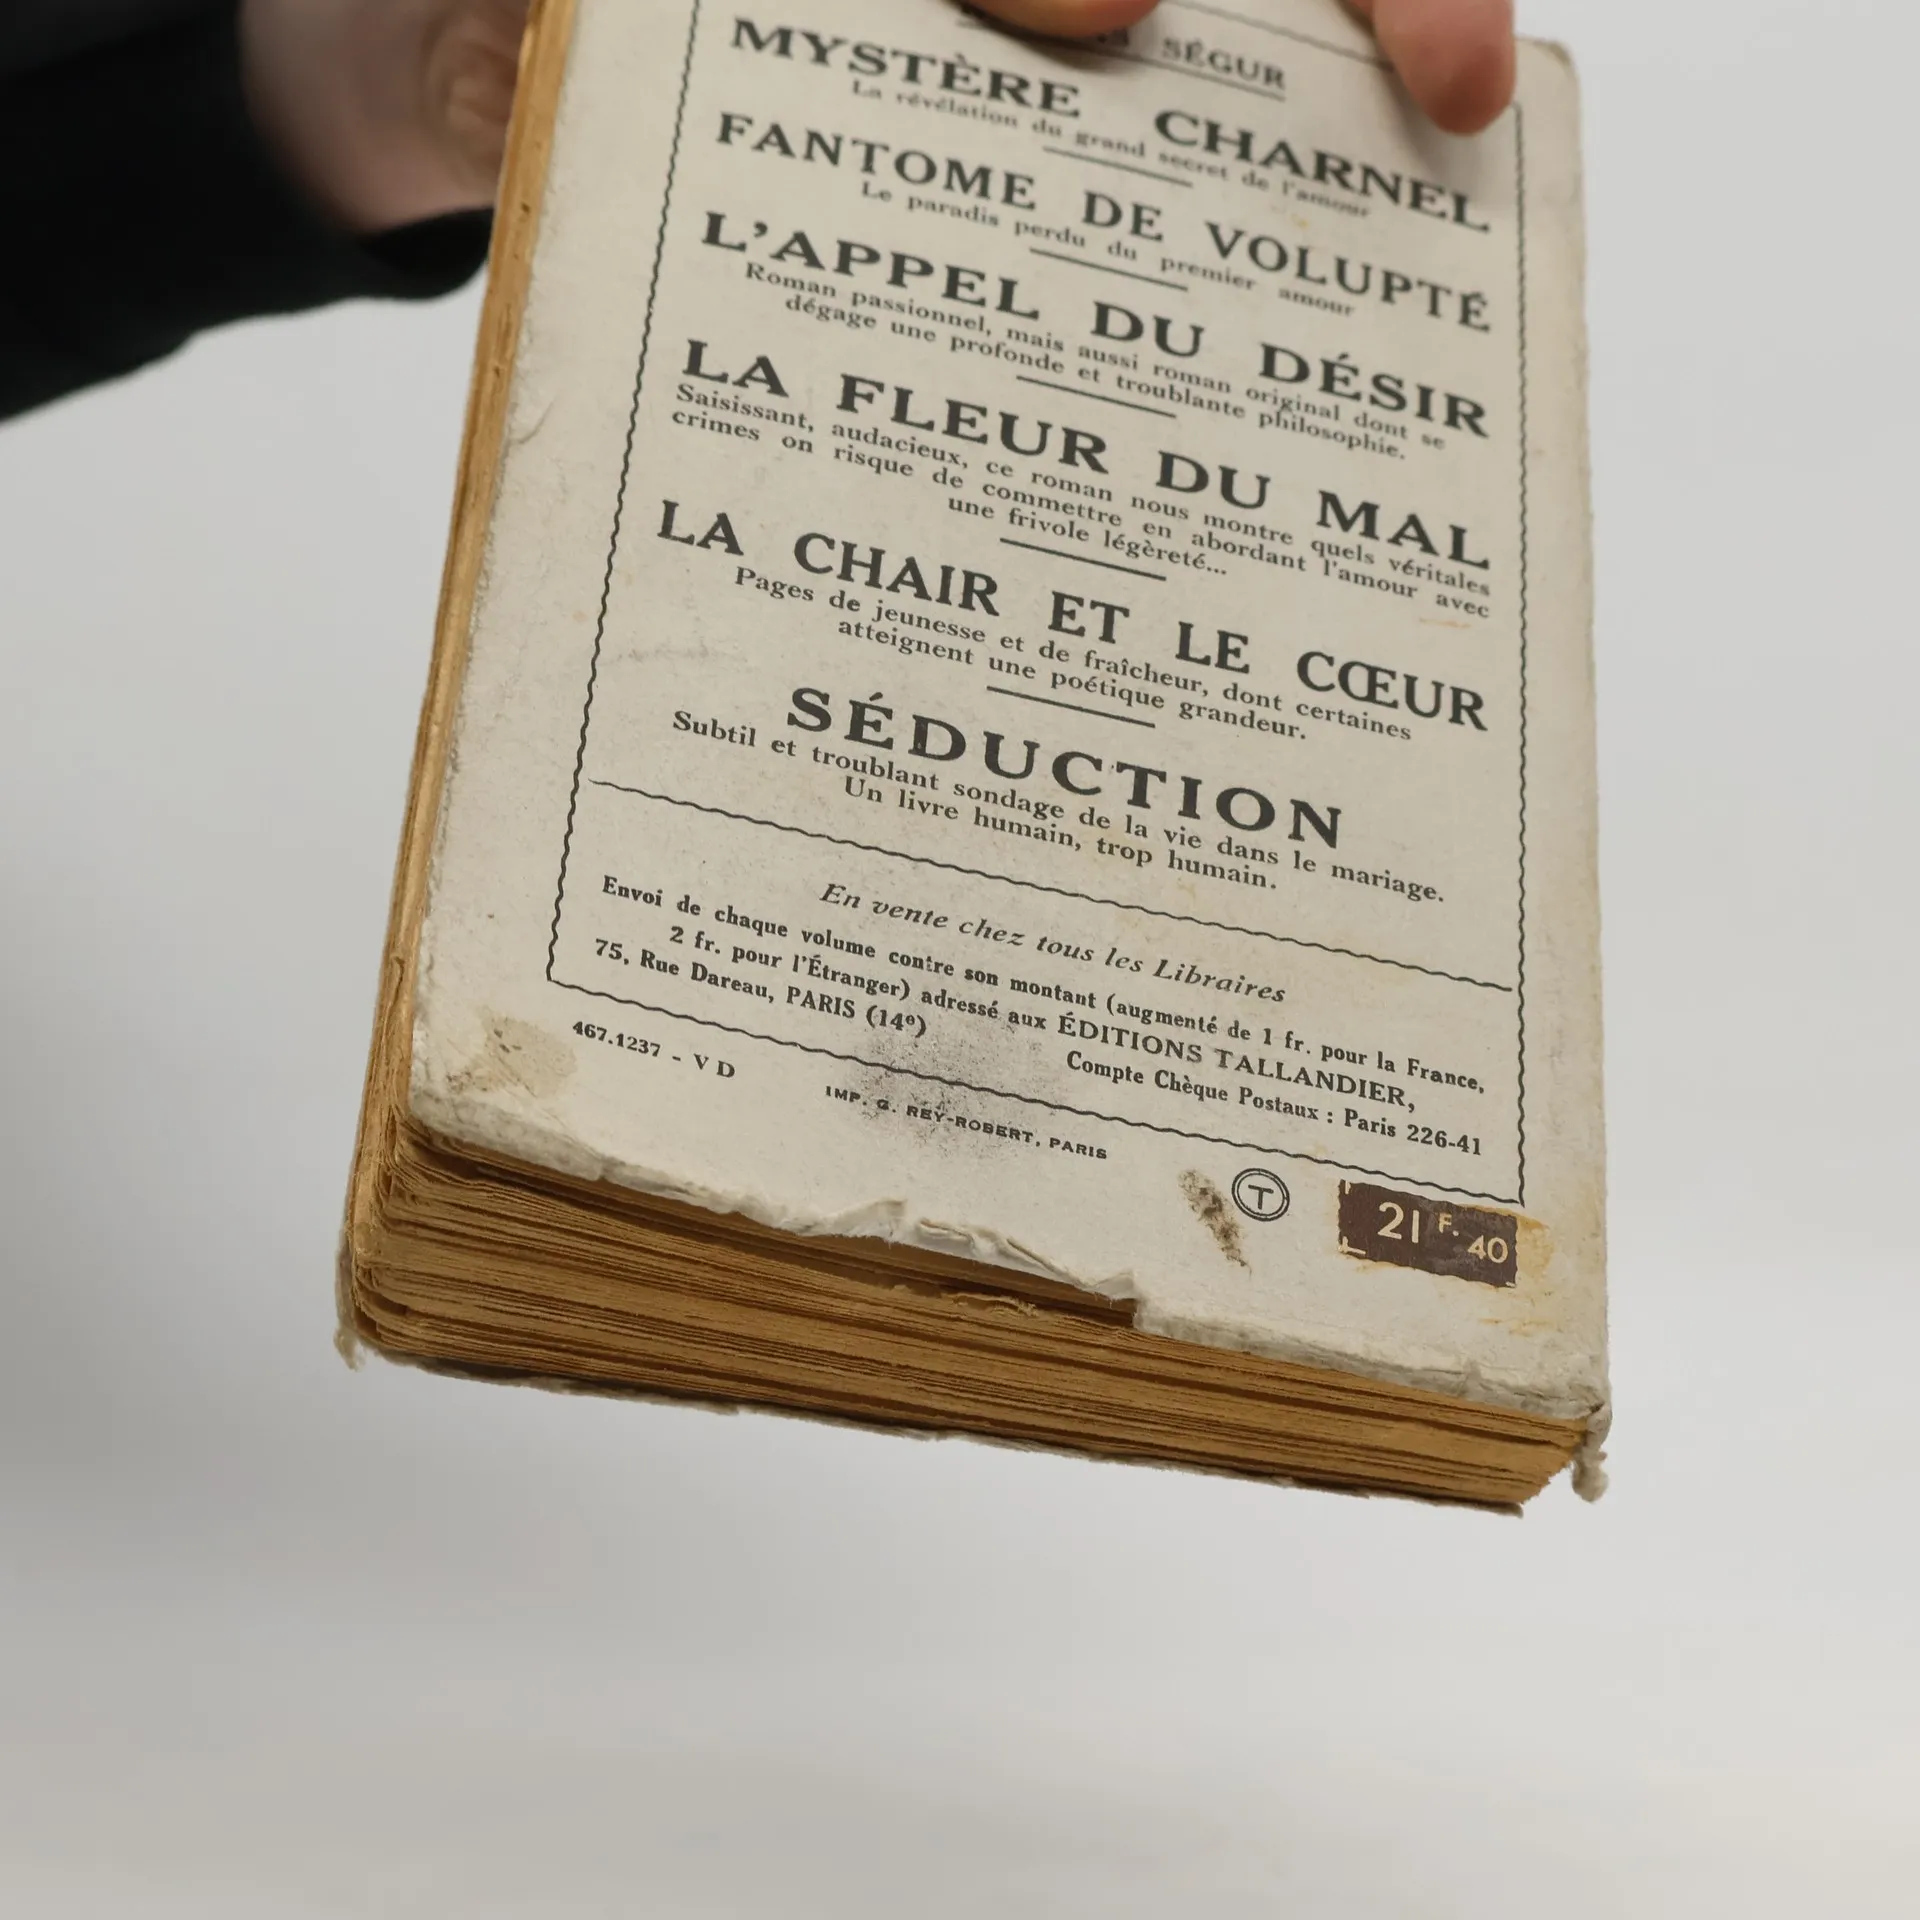 SÉGUR
MYSTÈRE CHARNEL
La révélation du grand secret de l'amour
FANTOME DE VOLUPTÉ
Le paradis perdu du premier amour
L'APPEL DU DÉSIR
Roman passionnel, mais aussi roman original dont se
dégage une profonde et troublante philosophie.
LA FLEUR DU MAL
Saisissant, audacieux, ce roman nous montre quels véritales
crimes on risque de commettre en abordant l'amour avec
une frivole légèreté...
LA CHAIR ET LE CŒUR
Pages de jeunesse et de fraîcheur, dont certaines
atteignent une poétique grandeur.
SÉDUCTION
Subtil et troublant sondage de la vie dans le mariage.
Un livre humain, trop humain.
En vente chez tous les Libraires
Envoi de chaque volume contre son montant (augmenté de 1 fr. pour la France,
2 fr. pour l'Étranger) adressé aux ÉDITIONS TALLANDIER,
75, Rue Dareau, PARIS (14e)
Compte Chèque Postaux : Paris 226-41
467.1237 - V D
IMP. G. REY-ROBERT, PARIS
T
21 F. 40